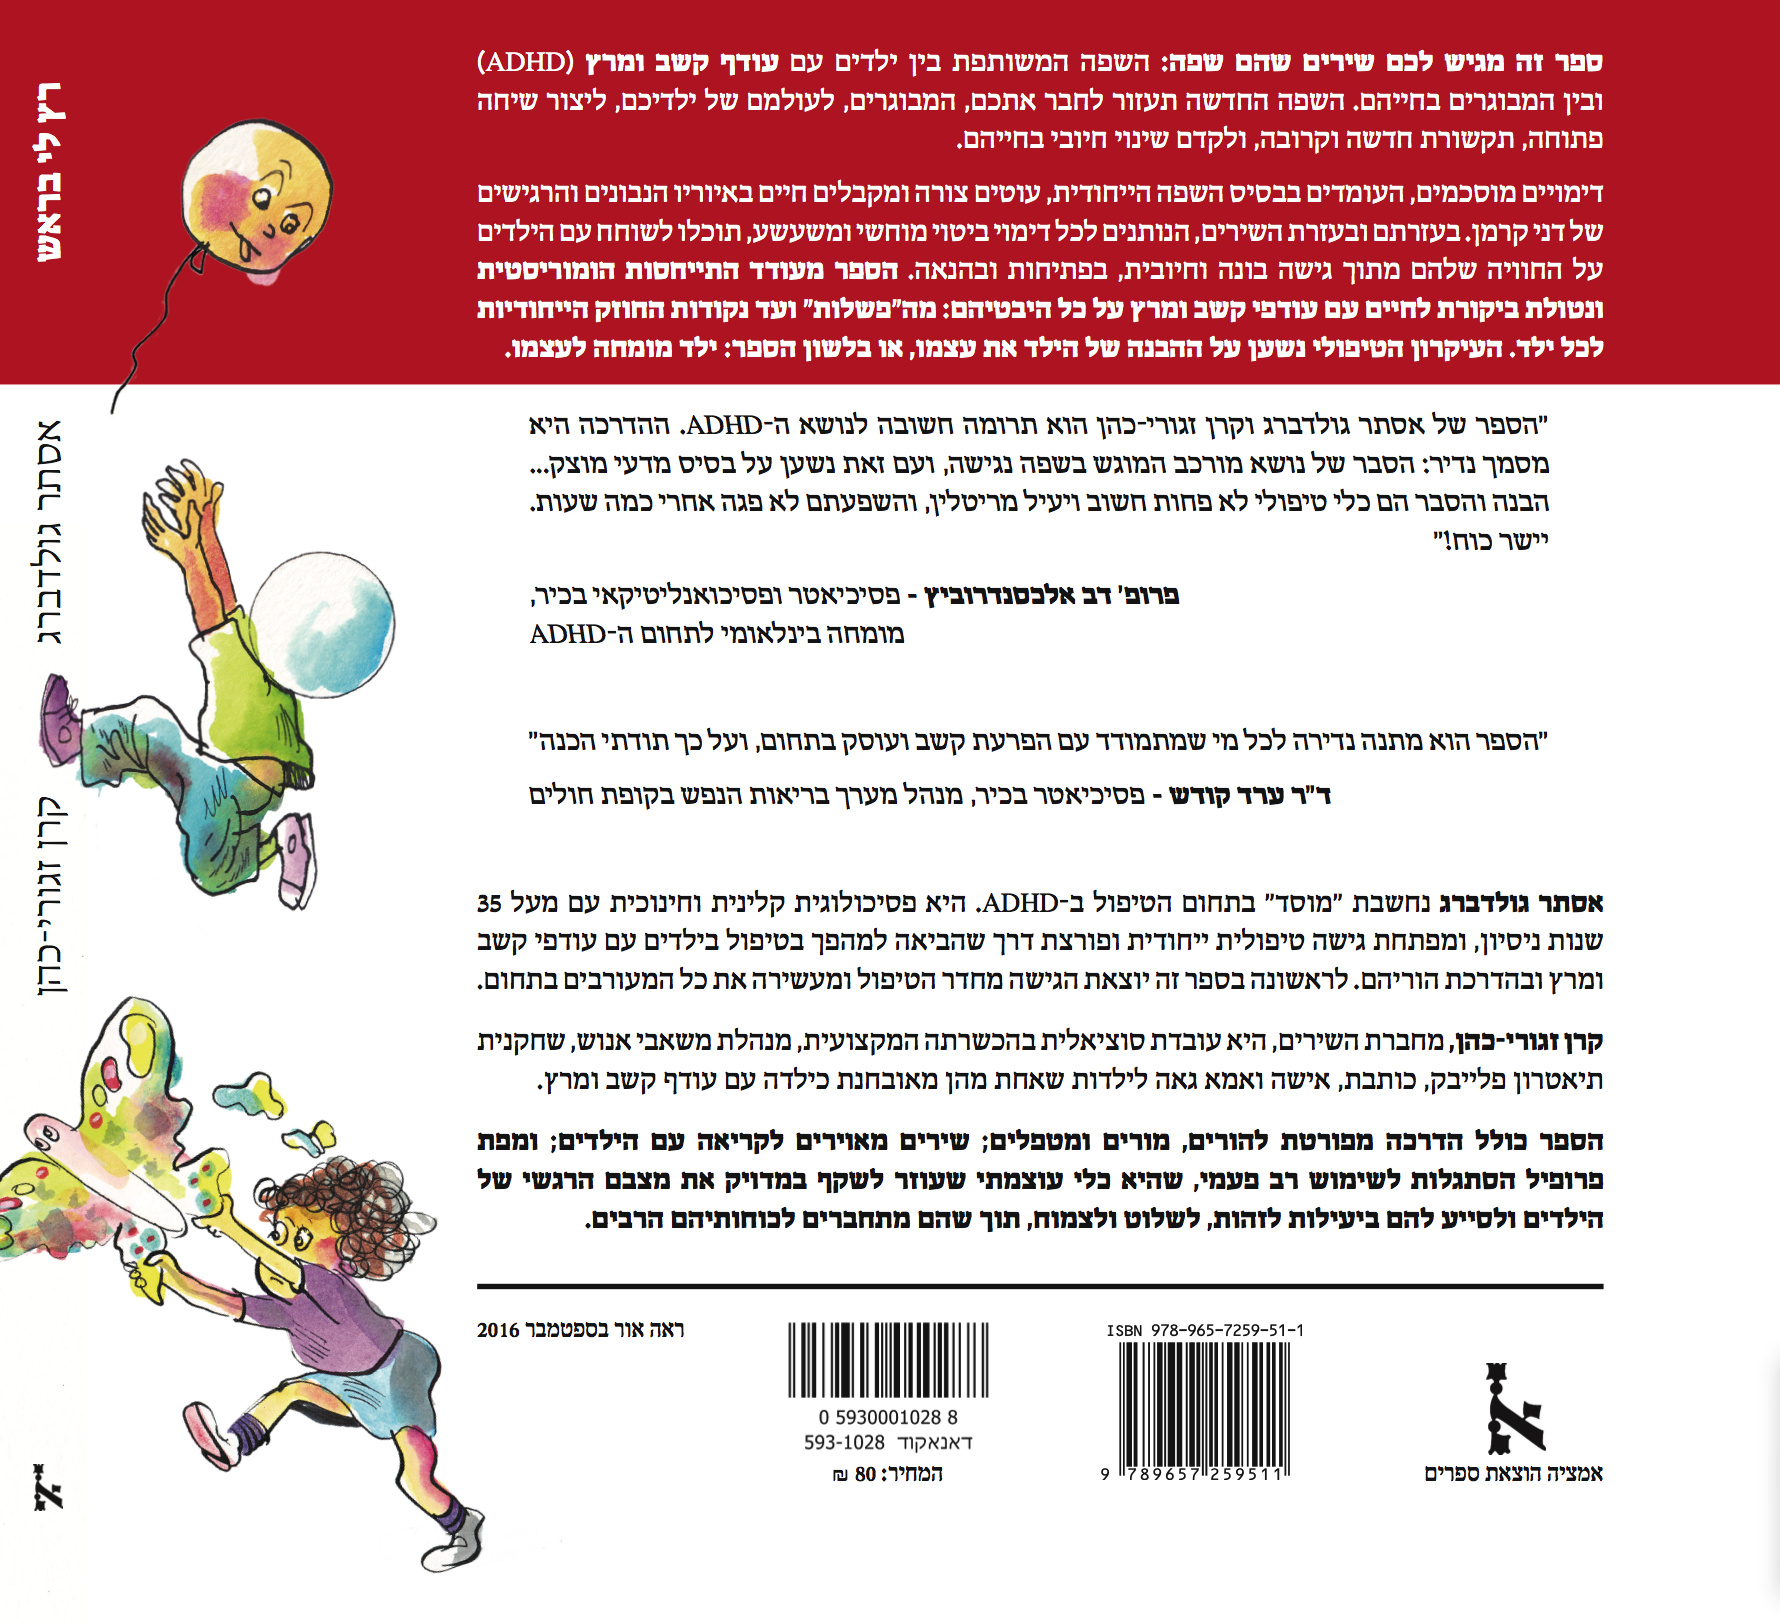 ספר זה מגיש לכם שירים שהם שפה: השפה המשותפת בין ילדים עם עודף קשב ומרץ (ADHD)
ובין המבוגרים בחייהם. השפה החדשה תעזור לחבר אתכם, המבוגרים, לעולמם של ילדיכם, ליצור שיחה
פתוחה, תקשורת חדשה וקרובה, ולקדם שינוי חיובי בחייהם.
דימויים מוסכמים, העומדים בבסיס השפה הייחודית, עוטים צורה ומקבלים חיים באיוריו הנבונים והרגישים
של דני קרמן. בעזרתם ובעזרת השירים, הנותנים לכל דימוי ביטוי מוחשי ומשעשע, תוכלו לשוחח עם הילדים
על החוויה שלהם מתוך גישה בונה וחיובית, בפתיחות ובהנאה. הספר מעודד התייחסות הומוריסטית
ונטולת ביקורת לחיים עם עודפי קשב ומרץ על כל היבטיהם: מה"פשלות" ועד נקודות החוזק הייחודיות
לכל ילד. העיקרון הטיפולי נשען על ההבנה של הילד את עצמו, או בלשון הספר: ילד מומחה לעצמו.
"הספר של אסתר גולדברג וקרן זגורי-כהן הוא תרומה חשובה לנושא ה-ADHD. ההדרכה היא
מסמך נדיר: הסבר של נושא מורכב המוגש בשפה נגישה, ועם זאת נשען על בסיס מדעי מוצק...
הבנה והסבר הם כלי טיפולי לא פחות חשוב ויעיל מריטלין, והשפעתם לא פגה אחרי כמה שעות.
יישר כוח!"
פרופ' דב אלכסנדרוביץ - פסיכיאטר ופסיכואנליטיקאי בכיר,
מומחה בינלאומי לתחום ה-ADHD
"הספר הוא מתנה נדירה לכל מי שמתמודד עם הפרעת קשב ועוסק בתחום, ועל כך תודתי הכנה"
ד"ר ערד קודש - פסיכיאטר בכיר, מנהל מערך בריאות הנפש בקופת חולים
אסתר גולדברג נחשבת "מוסד" בתחום הטיפול ב-ADHD. היא פסיכולוגית קלינית וחינוכית עם מעל 35
שנות ניסיון, ומפתחת גישה טיפולית ייחודית ופורצת דרך שהביאה למהפך בטיפול בילדים עם עודפי קשב
ומרץ ובהדרכת הוריהם. לראשונה בספר זה יוצאת הגישה מחדר הטיפול ומעשירה את כל המעורבים בתחום.
קרן זגורי-כהן, מחברת השירים, היא עובדת סוציאלית בהכשרתה המקצועית, מנהלת משאבי אנוש, שחקנית
תיאטרון פלייבק, כותבת, אישה ואמא גאה לילדות שאחת מהן מאובחנת כילדה עם עודף קשב ומרץ.
הספר כולל הדרכה מפורטת להורים, מורים ומטפלים; שירים מאוירים לקריאה עם הילדים; ומפת
פרופיל הסתגלות לשימוש רב פעמי, שהיא כלי עוצמתי שעוזר לשקף במדויק את מצבם הרגשי של
הילדים ולסייע להם ביעילות לזהות, לשלוט ולצמוח, תוך שהם מתחברים לכוחותיהם הרבים.
אמציה הוצאת ספרים
ISBN 978-965-7259-51-1
9 789657 259511
0 5930001028 8
דאנאקוד 593-1028
המחיר: 80 ₪
ראה אור בספטמבר 2016
רץ לי בראש
אסתר גולדברג
קרן זגורי-כהן